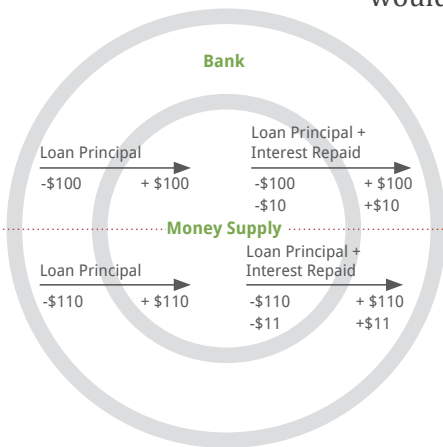 would
Bank
Loan Principal
-$100 + $100
Loan Principal +
Interest Repaid
-$100 + $100
-$10 +$10
Money Supply
Loan Principal
-$110 + $110
Loan Principal +
Interest Repaid
-$110 + $110
-$11 +$11